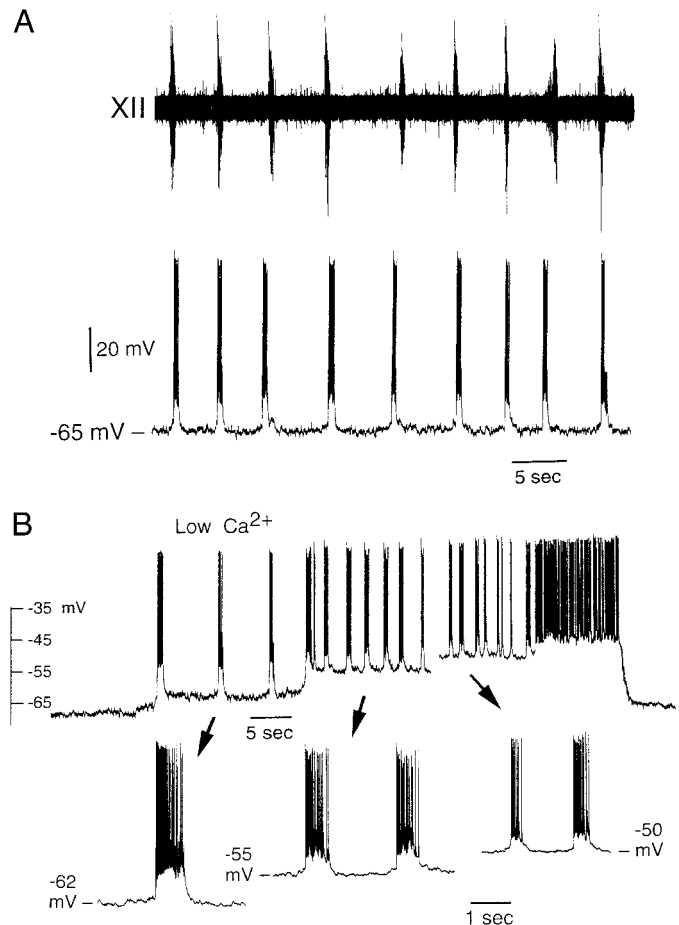 A
XII
20 mV
-65 mV –
5 sec
B
Low Ca2+
-35 mV
-45
-55
-65
5 sec
-62
mV –
-55
mV –
-50
– mV
1 sec